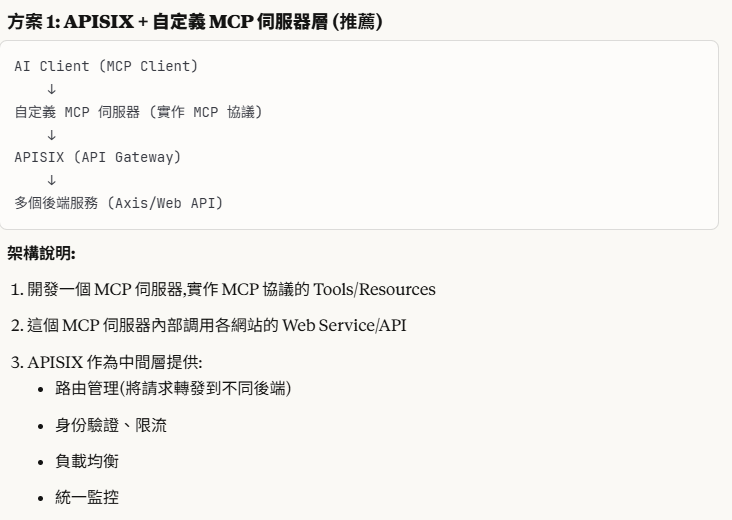 方案 1: APISIX + 自定義 MCP 伺服器層 (推薦)
AI Client (MCP Client)
↓
自定義 MCP 伺服器 (實作 MCP 協議)
↓
APISIX (API Gateway)
↓
多個後端服務 (Axis/Web API)
架構說明:
1. 開發一個 MCP 伺服器,實作 MCP 協議的 Tools/Resources
2. 這個 MCP 伺服器內部調用各網站的 Web Service/API
3. APISIX 作為中間層提供:
• 路由管理(將請求轉發到不同後端)
• 身份驗證、限流
• 負載均衡
• 統一監控